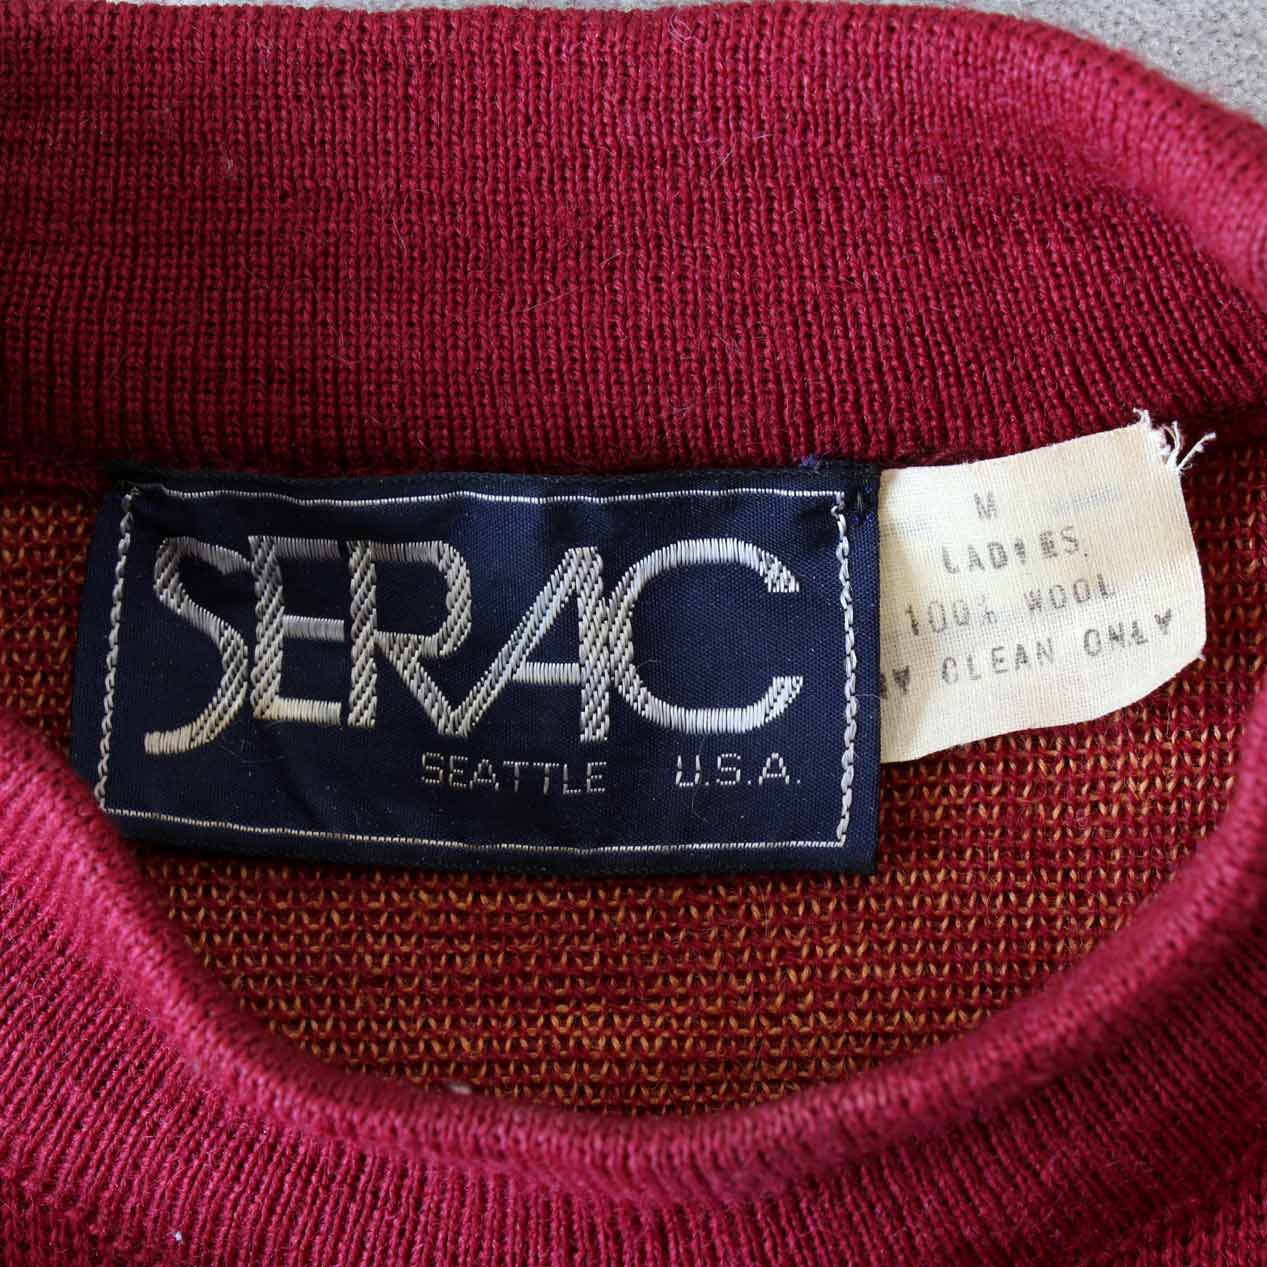 SERAC
SEATTLE U.S.A.
M
LADIES.
100% WOOL
CLEAN ONLY